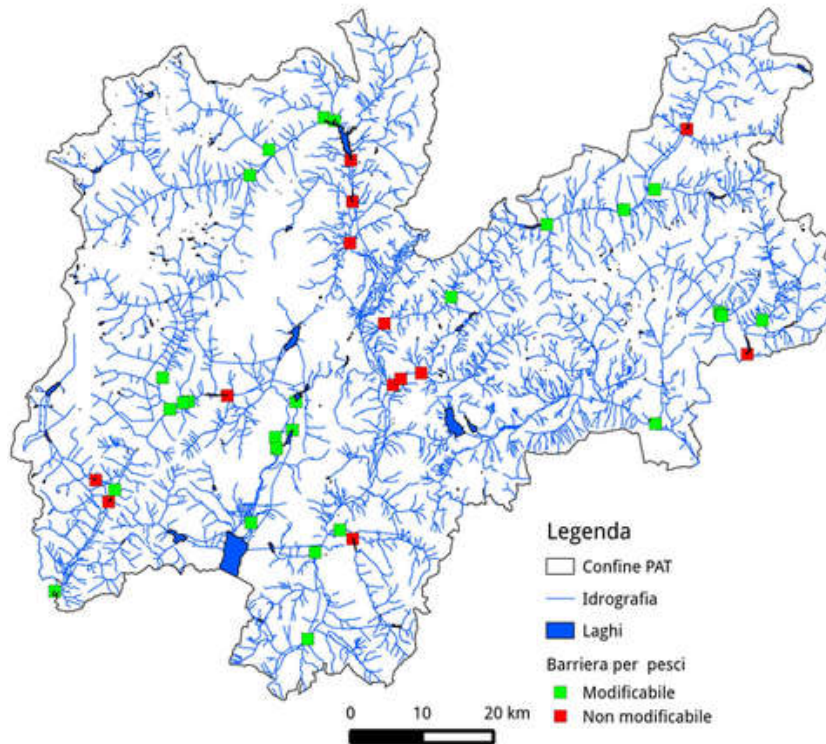 Legenda
Confine PAT
Idrografia
Laghi
Barriera per pesci
Modificabile
Non modificabile
0 10 20 km